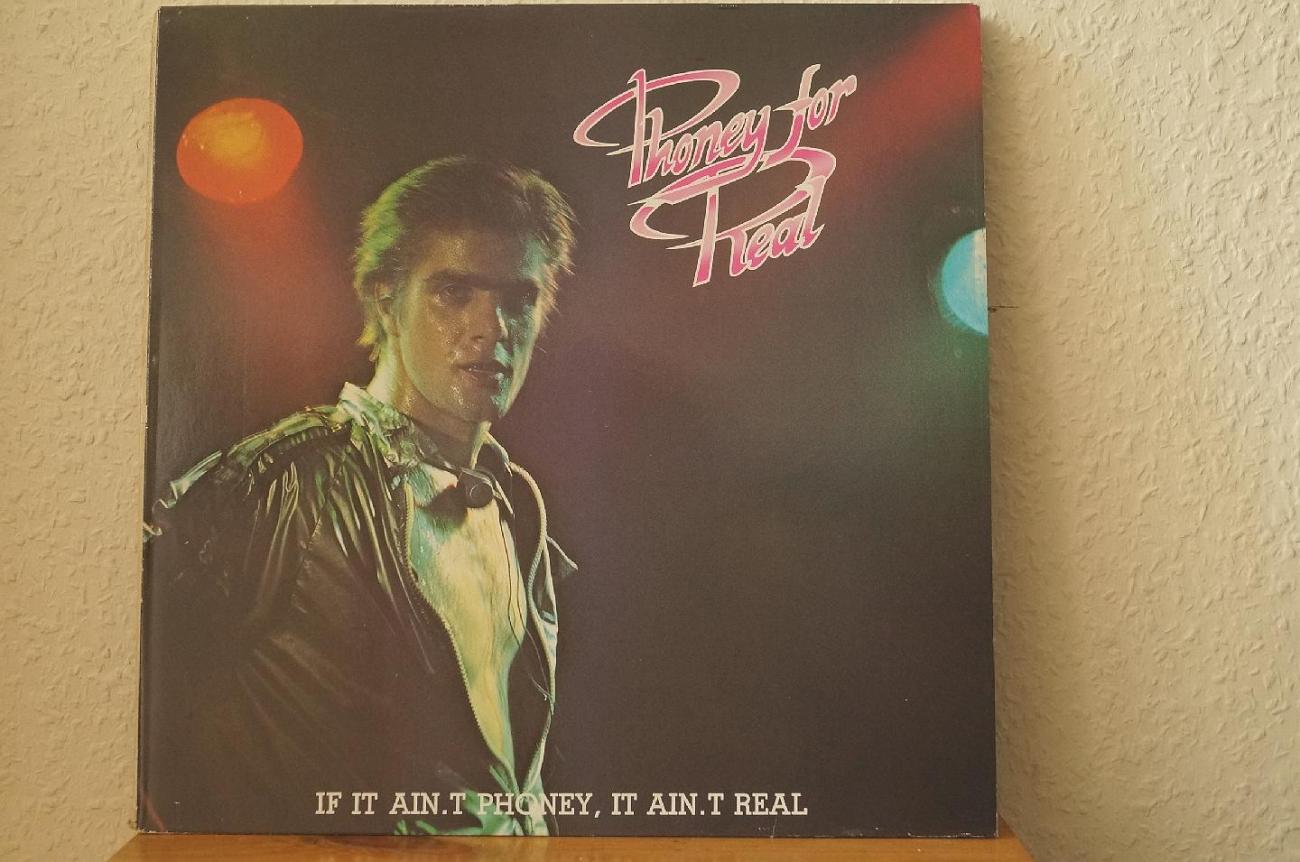 Phoney for
Real
IF IT AIN.T PHONEY, IT AIN.T REAL